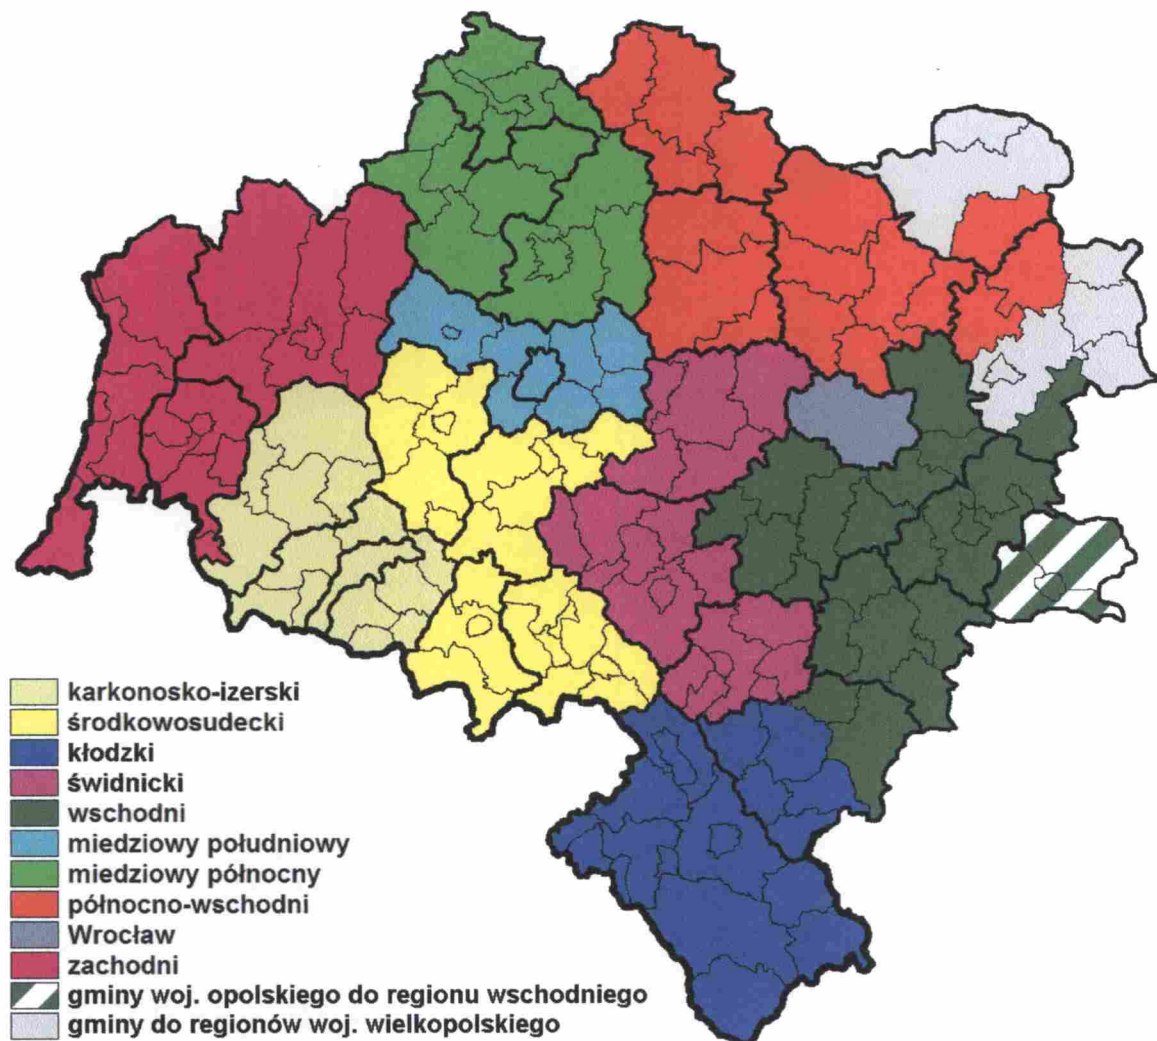 karkonosko-izerski
środkowosudecki
kłodzki
świdnicki
wschodni
miedziowy południowy
miedziowy północny
północno-wschodni
Wrocław
zachodni
gminy woj. opolskiego do regionu wschodniego
gminy do regionów woj. wielkopolskiego